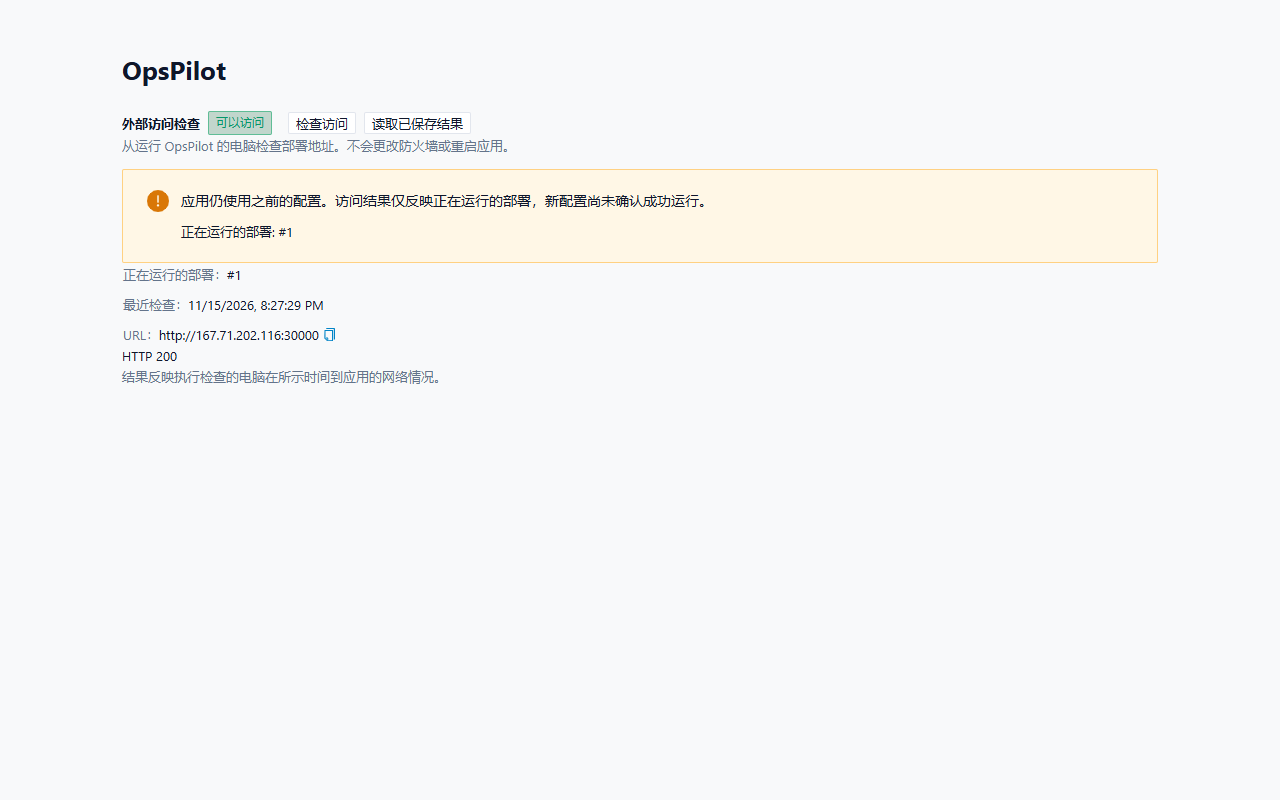 OpsPilot
外部访问检查 可以访问 检查访问 读取已保存结果
从运行 OpsPilot 的电脑检查部署地址。不会更改防火墙或重启应用。
应用仍使用之前的配置。访问结果仅反映正在运行的部署，新配置尚未确认成功运行。
正在运行的部署: #1
正在运行的部署： #1
最近检查： 11/15/2026, 8:27:29 PM
URL： http://167.71.202.116:30000
HTTP 200
结果反映执行检查的电脑在所示时间到应用的网络情况。